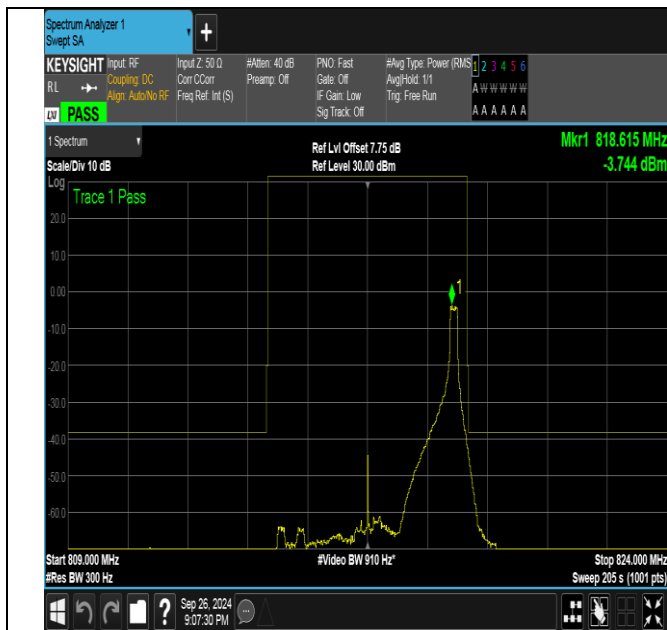 Spectrum Analyzer 1
Swept SA
+
KEYSIGHT Input: RF Input Z: 50 Ω #Atten: 40 dB PNO: Fast #Avg Type: Power (RMS 1 2 3 4 5 6
RL Coupling: DC Corr CCorr Preamp: Off Gate: Off Avg|Hold: 1/1 A W W W W W
Align: Auto/No RF Freq Ref: Int (S) IF Gain: Low Trig: Free Run
LXI PASS Sig Track: Off A A A A A A
1 Spectrum Ref Lvl Offset 7.75 dB Mkr1 818.615 MHz
Scale/Div 10 dB Ref Level 30.00 dBm -3.744 dBm
Log
Trace 1 Pass
20.0
10.0
1
0.00
-10.0
-20.0
-30.0
-40.0
-50.0
-60.0
Start 809.000 MHz #Video BW 910 Hz* Stop 824.000 MHz
#Res BW 300 Hz Sweep 205 s (1001 pts)
? Sep 26, 2024
9:07:30 PM